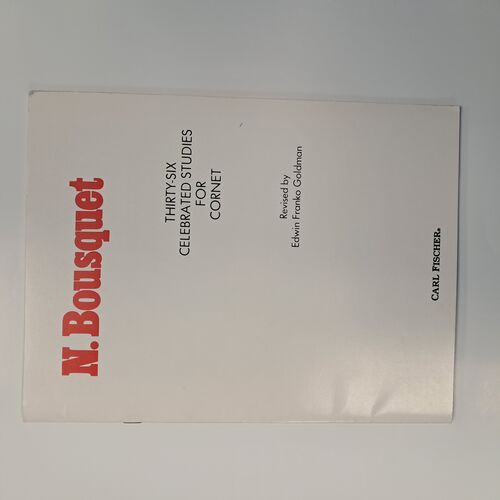 N. Bousquet
THIRTY-SIX
CELEBRATED STUDIES
FOR
CORNET
Revised by
Edwin Franko Goldman
CARL FISCHER®